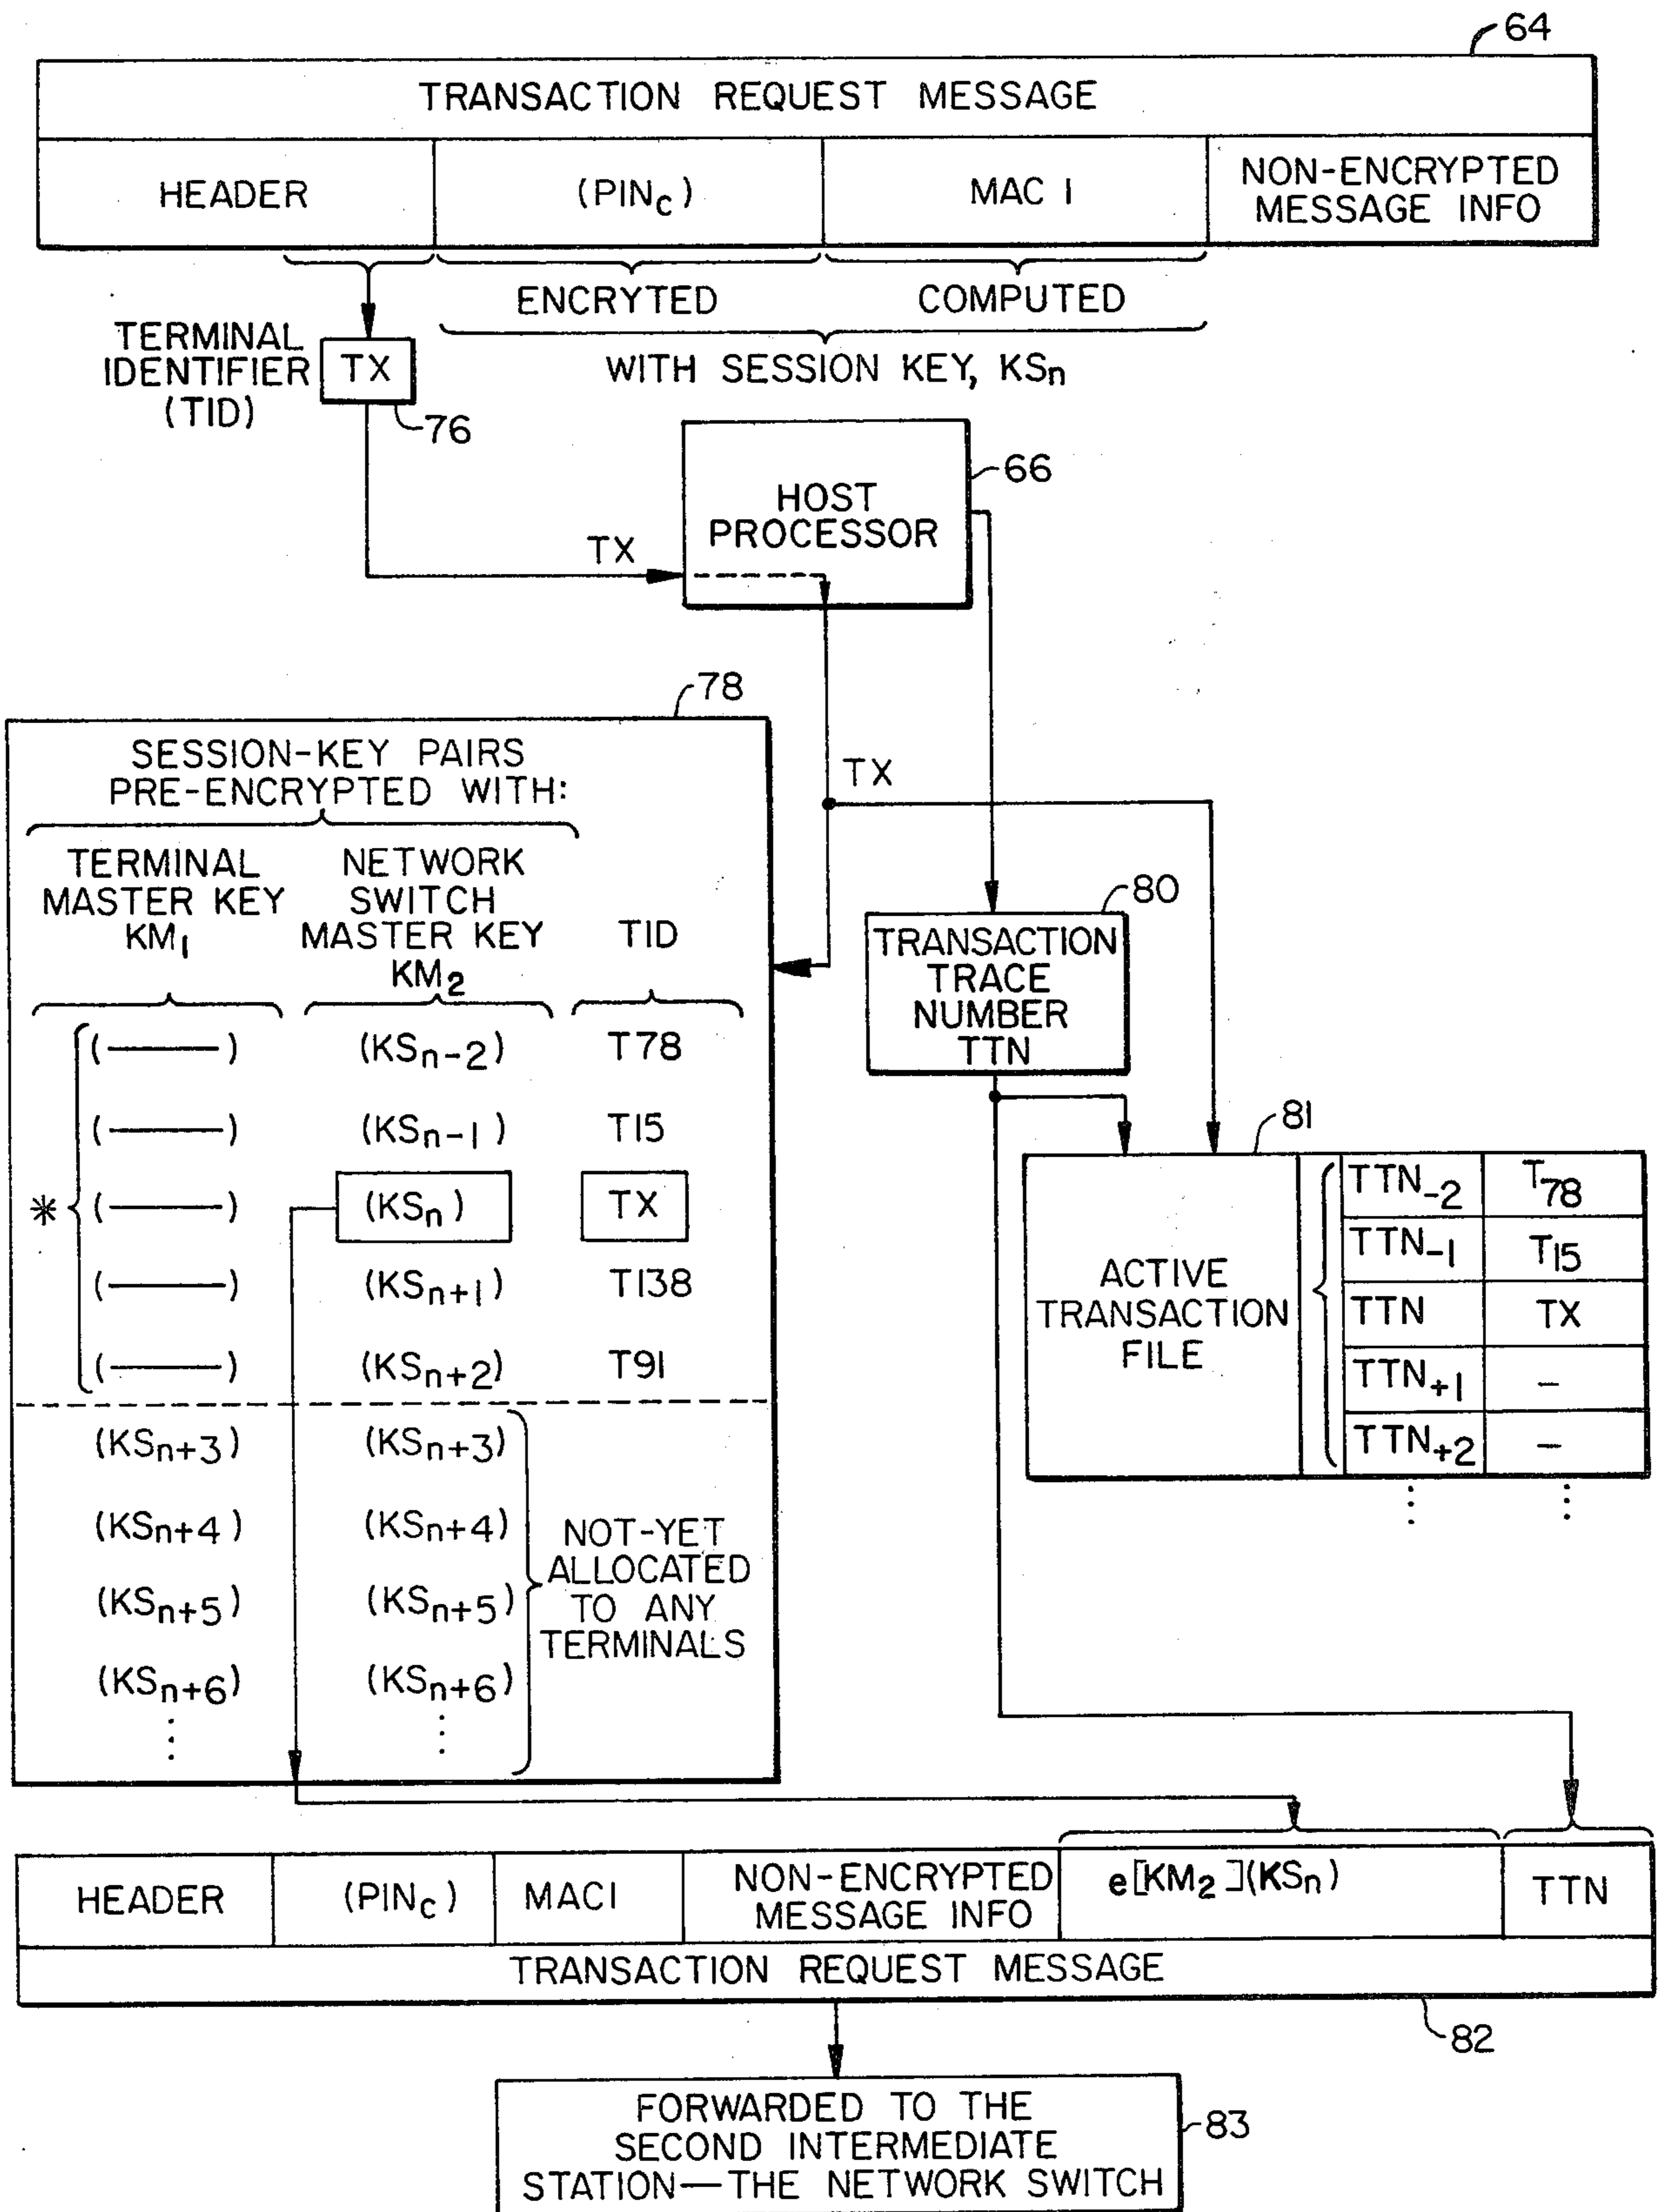 64
TRANSACTION REQUEST MESSAGE
HEADER
(PINc)
MAC 1
NON-ENCRYPTED
MESSAGE INFO
ENCRYTED
COMPUTED
WITH SESSION KEY, KSn
TERMINAL
IDENTIFIER
(TID)
TX
76
HOST
PROCESSOR
66
TX
TX
78
SESSION-KEY PAIRS
PRE-ENCRYPTED WITH:
TERMINAL
MASTER KEY
KM1
NETWORK
SWITCH
MASTER KEY
KM2
TID
(———) (KSn-2) T78
(———) (KSn-1) T15
* (———) (KSn) TX
(———) (KSn+1) T138
(———) (KSn+2) T91
(KSn+3) (KSn+3)
(KSn+4) (KSn+4)
(KSn+5) (KSn+5)
(KSn+6) (KSn+6)
NOT-YET
ALLOCATED
TO ANY
TERMINALS
80
TRANSACTION
TRACE
NUMBER
TTN
81
ACTIVE
TRANSACTION
FILE
TTN-2 T78
TTN-1 T15
TTN TX
TTN+1 –
TTN+2 –
HEADER
(PINc)
MAC1
NON-ENCRYPTED
MESSAGE INFO
e[KM2](KSn)
TTN
TRANSACTION REQUEST MESSAGE
82
FORWARDED TO THE
SECOND INTERMEDIATE
STATION—THE NETWORK SWITCH
83